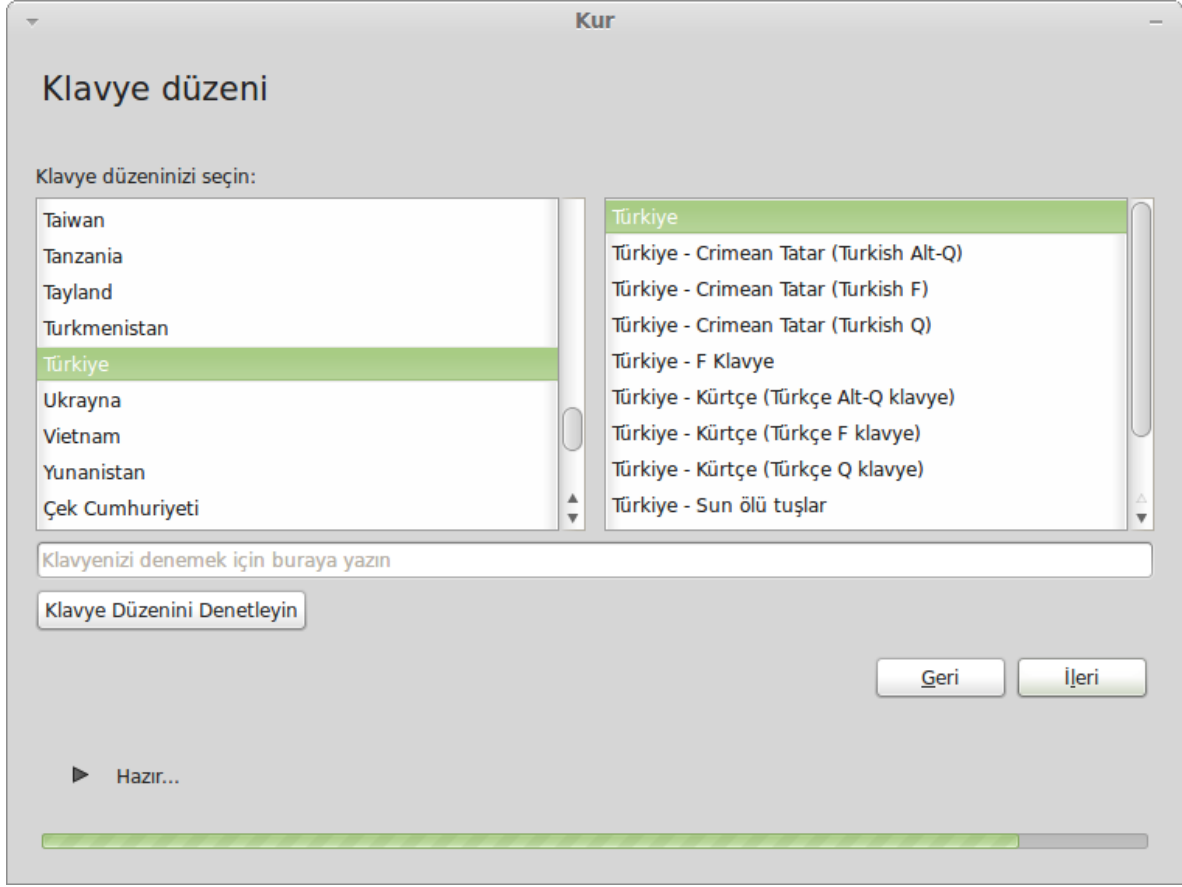 Kur
Klavye düzeni
Klavye düzeninizi seçin:
Taiwan
Tanzania
Tayland
Turkmenistan
Türkiye
Ukrayna
Vietnam
Yunanistan
Çek Cumhuriyeti
Türkiye
Türkiye - Crimean Tatar (Turkish Alt-Q)
Türkiye - Crimean Tatar (Turkish F)
Türkiye - Crimean Tatar (Turkish Q)
Türkiye - F Klavye
Türkiye - Kürtçe (Türkçe Alt-Q klavye)
Türkiye - Kürtçe (Türkçe F klavye)
Türkiye - Kürtçe (Türkçe Q klavye)
Türkiye - Sun ölü tuşlar
Klavyenizi denemek için buraya yazın
Klavye Düzenini Denetleyin
Geri
İleri
Hazır...